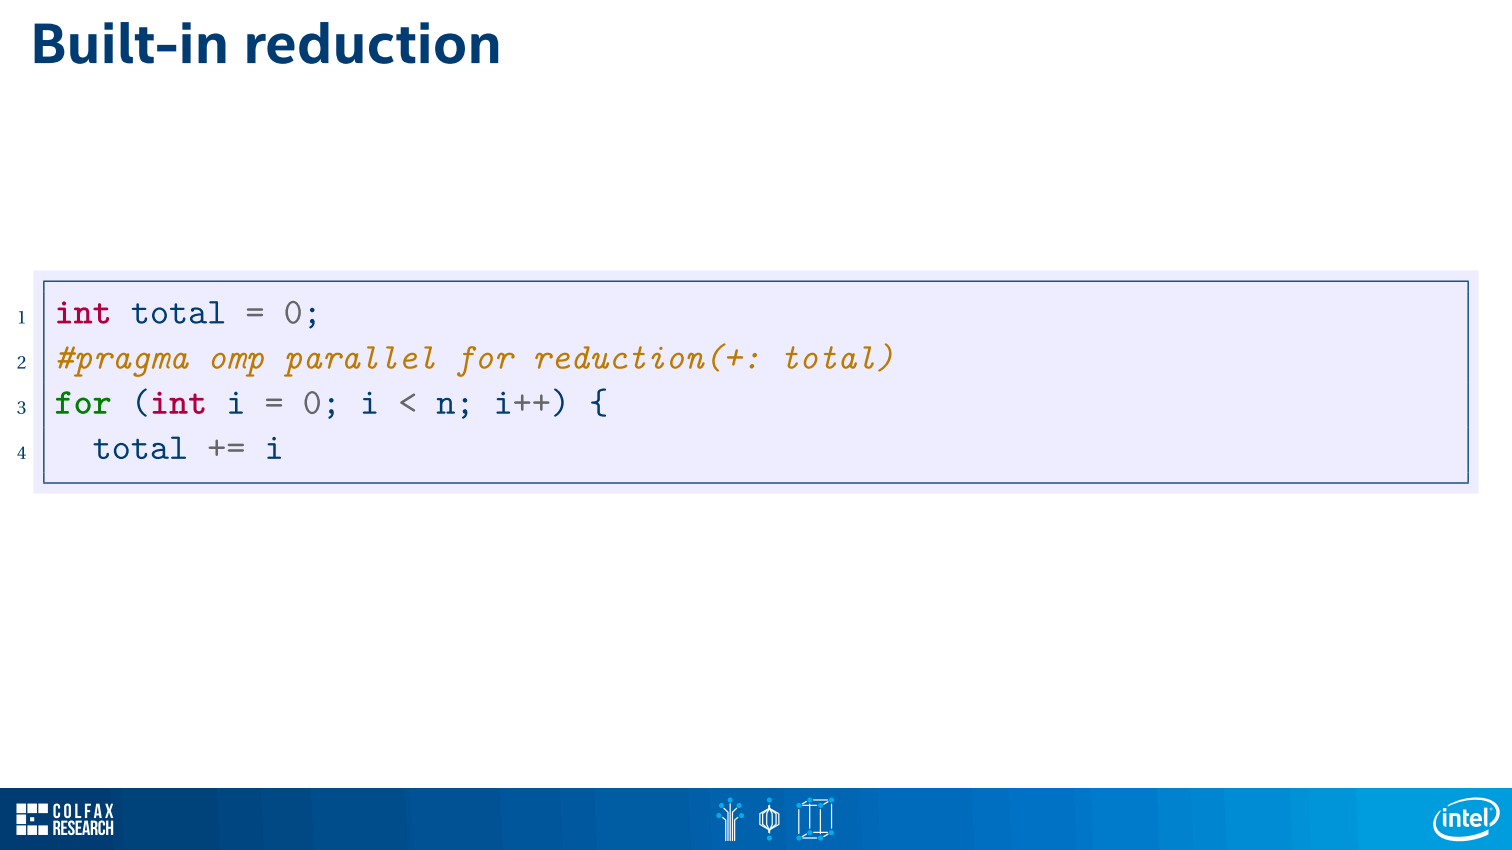 Built-in reduction
1 int total = 0;
2 #pragma omp parallel for reduction(+: total)
3 for (int i = 0; i < n; i++) {
4 total += i
COLFAX
RESEARCH
intel